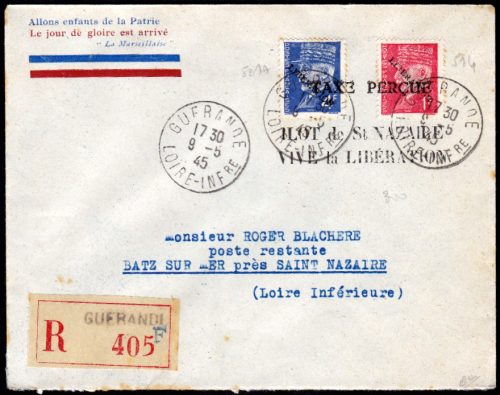 Allons enfants de la Patrie
Le jour de gloire est arrivé
"La Marseillaise
TAXE PERÇUE
ILOT de St NAZAIRE
VIVE la LIBÉRATION
GUERANDE
17 30
9 - 5
45
LOIRE-INFRE
Monsieur ROGER BLACHERE
poste restante
BATZ SUR MER près SAINT NAZAIRE
(Loire Inférieure)
GUERANDE
R 405